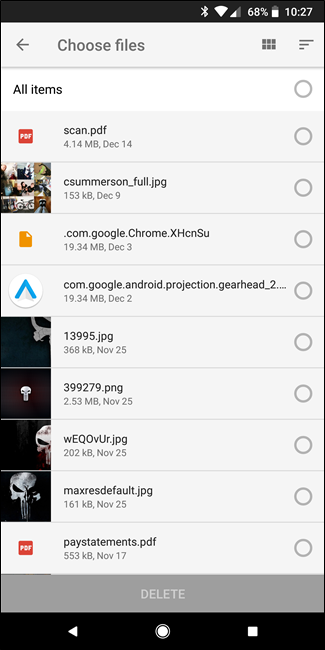 68% 10:27
Choose files
All items
PDF
scan.pdf
4.14 MB, Dec 14
csummerson_full.jpg
153 kB, Dec 9
.com.google.Chrome.XHcnSu
19.34 MB, Dec 3
com.google.android.projection.gearhead_2....
19.34 MB, Dec 2
13995.jpg
368 kB, Nov 25
399279.png
2.53 MB, Nov 25
wEQOvUr.jpg
202 kB, Nov 25
maxresdefault.jpg
161 kB, Nov 25
PDF
paystatements.pdf
553 kB, Nov 17
DELETE